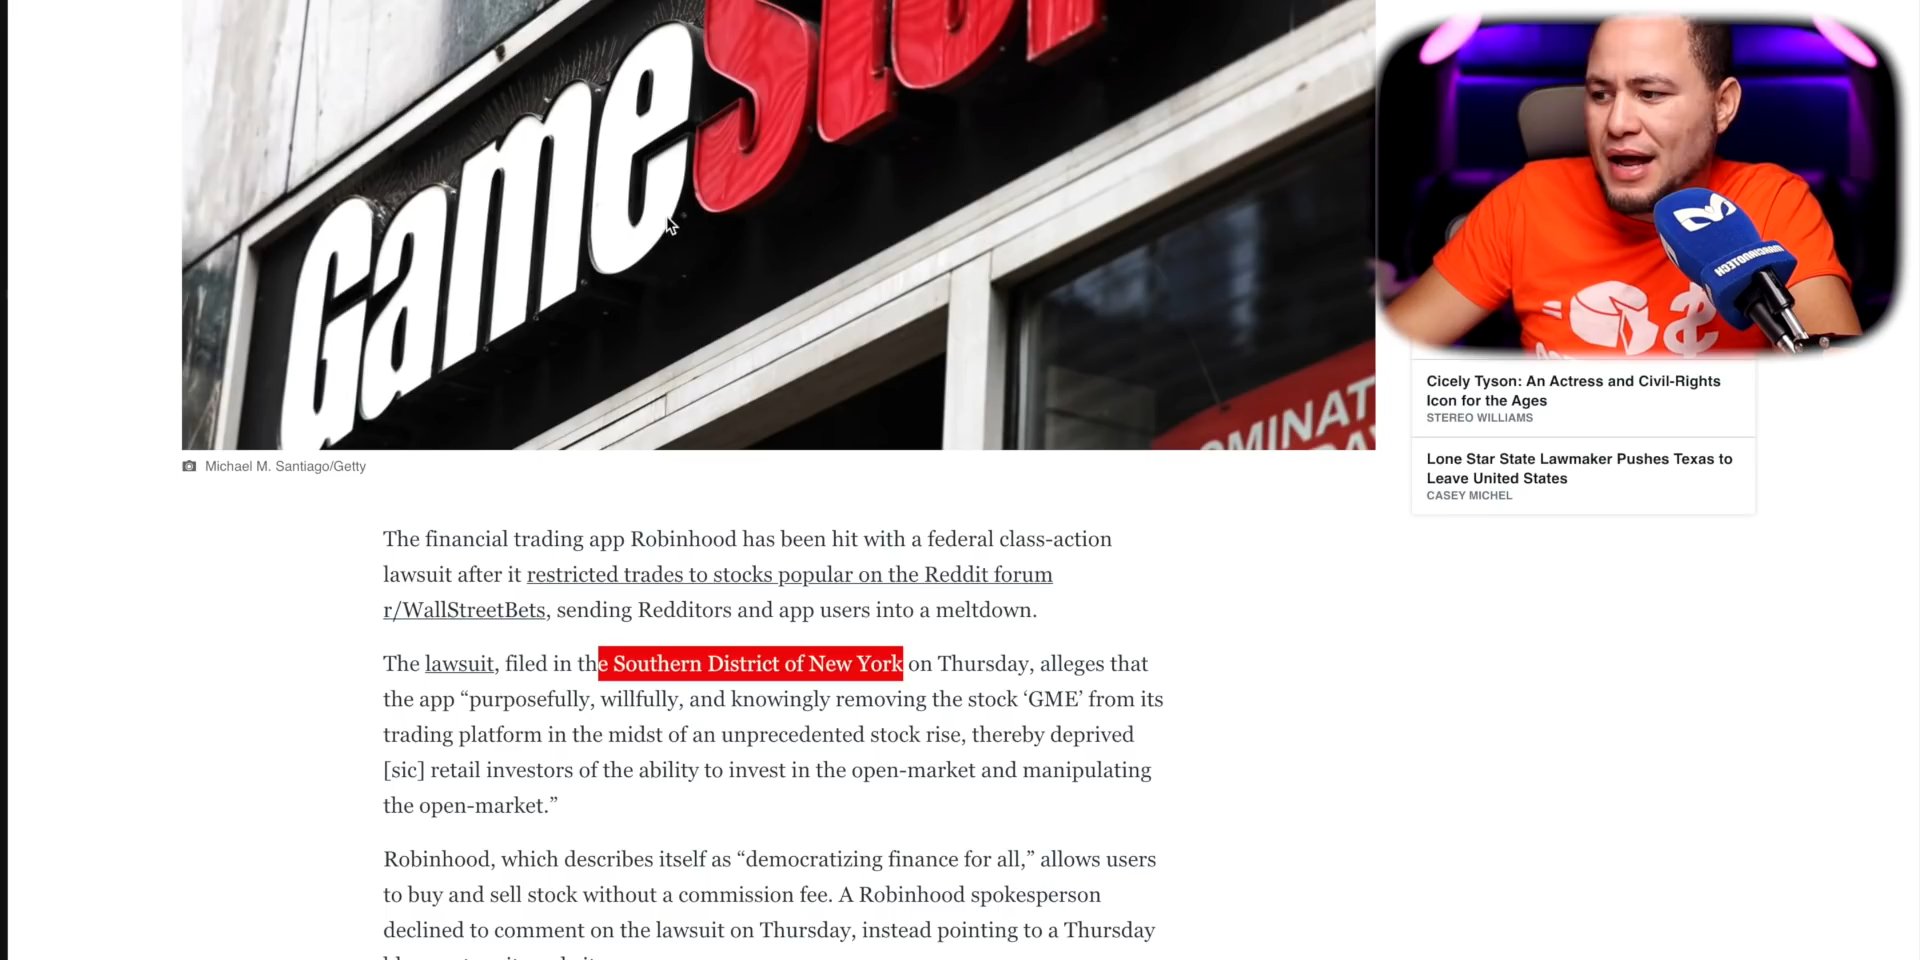 GameStop
OMINAT
Cicely Tyson: An Actress and Civil-Rights
Icon for the Ages
STEREO WILLIAMS
Lone Star State Lawmaker Pushes Texas to
Leave United States
CASEY MICHEL
Michael M. Santiago/Getty
The financial trading app Robinhood has been hit with a federal class-action
lawsuit after it restricted trades to stocks popular on the Reddit forum
r/WallStreetBets, sending Redditors and app users into a meltdown.
The lawsuit, filed in the Southern District of New York on Thursday, alleges that
the app “purposefully, willfully, and knowingly removing the stock ‘GME’ from its
trading platform in the midst of an unprecedented stock rise, thereby deprived
[sic] retail investors of the ability to invest in the open-market and manipulating
the open-market.”
Robinhood, which describes itself as “democratizing finance for all,” allows users
to buy and sell stock without a commission fee. A Robinhood spokesperson
declined to comment on the lawsuit on Thursday, instead pointing to a Thursday